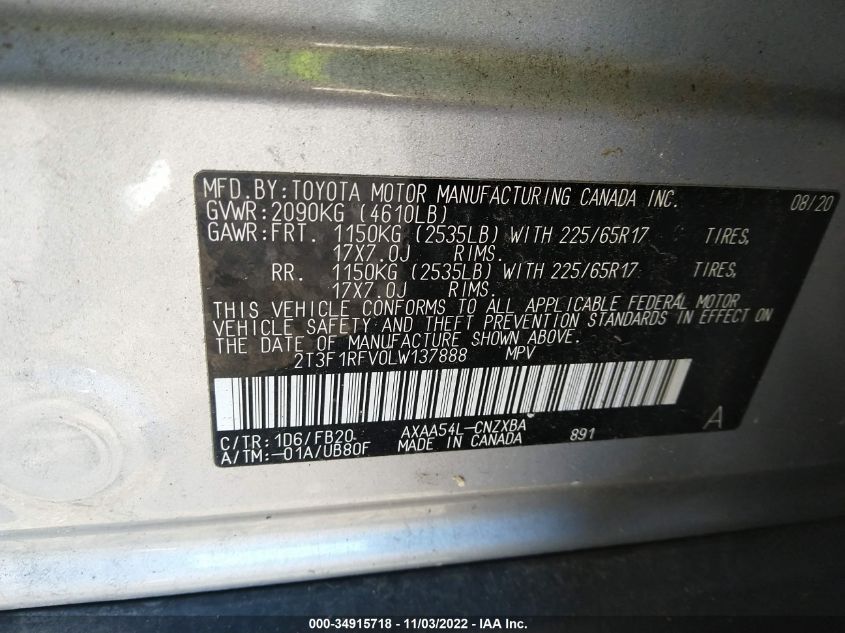 MFD.BY:TOYOTA MOTOR MANUFACTURING CANADA INC. 08/20
GVWR:2090KG (4610LB)
GAWR:FRT. 1150KG (2535LB) WITH 225/65R17 TIRES,
17X7.0J RIMS.
RR. 1150KG (2535LB) WITH 225/65R17 TIRES,
17X7.0J RIMS.
THIS VEHICLE CONFORMS TO ALL APPLICABLE FEDERAL MOTOR
VEHICLE SAFETY AND THEFT PREVENTION STANDARDS IN EFFECT ON
THE DATE OF MANUFACTURE SHOWN ABOVE.
2T3F1RFV0LW137888 MPV
C/TR:1D6/FB20 AXAA54L-CNZXBA 891 A
A/TM:-01A/UB80F MADE IN CANADA
000-34915718 - 11/03/2022 - IAA Inc.